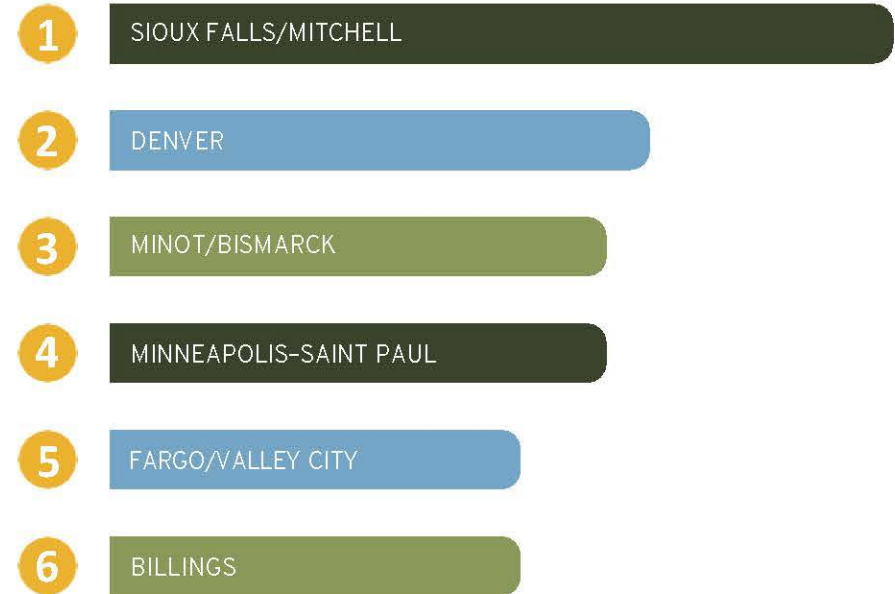 1 SIOUX FALLS/MITCHELL
2 DENVER
3 MINOT/BISMARCK
4 MINNEAPOLIS-SAINT PAUL
5 FARGO/VALLEY CITY
6 BILLINGS